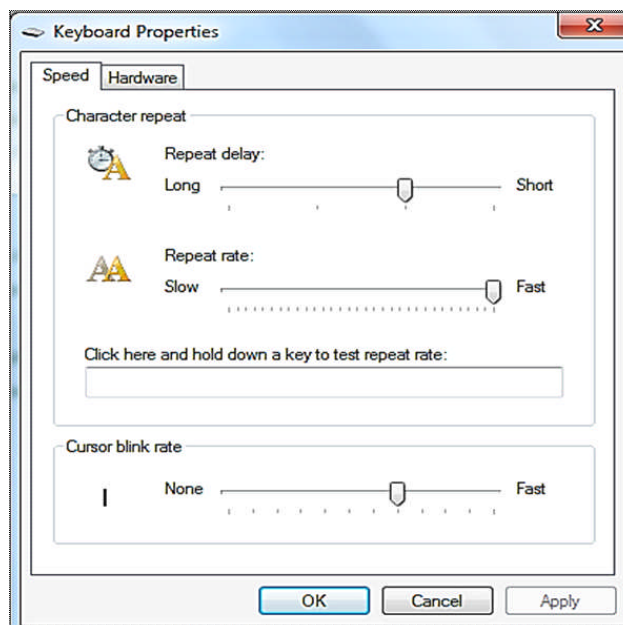 Keyboard Properties
Speed Hardware
Character repeat
Repeat delay:
Long Short
Repeat rate:
Slow Fast
Click here and hold down a key to test repeat rate:
Cursor blink rate
None Fast
OK Cancel Apply